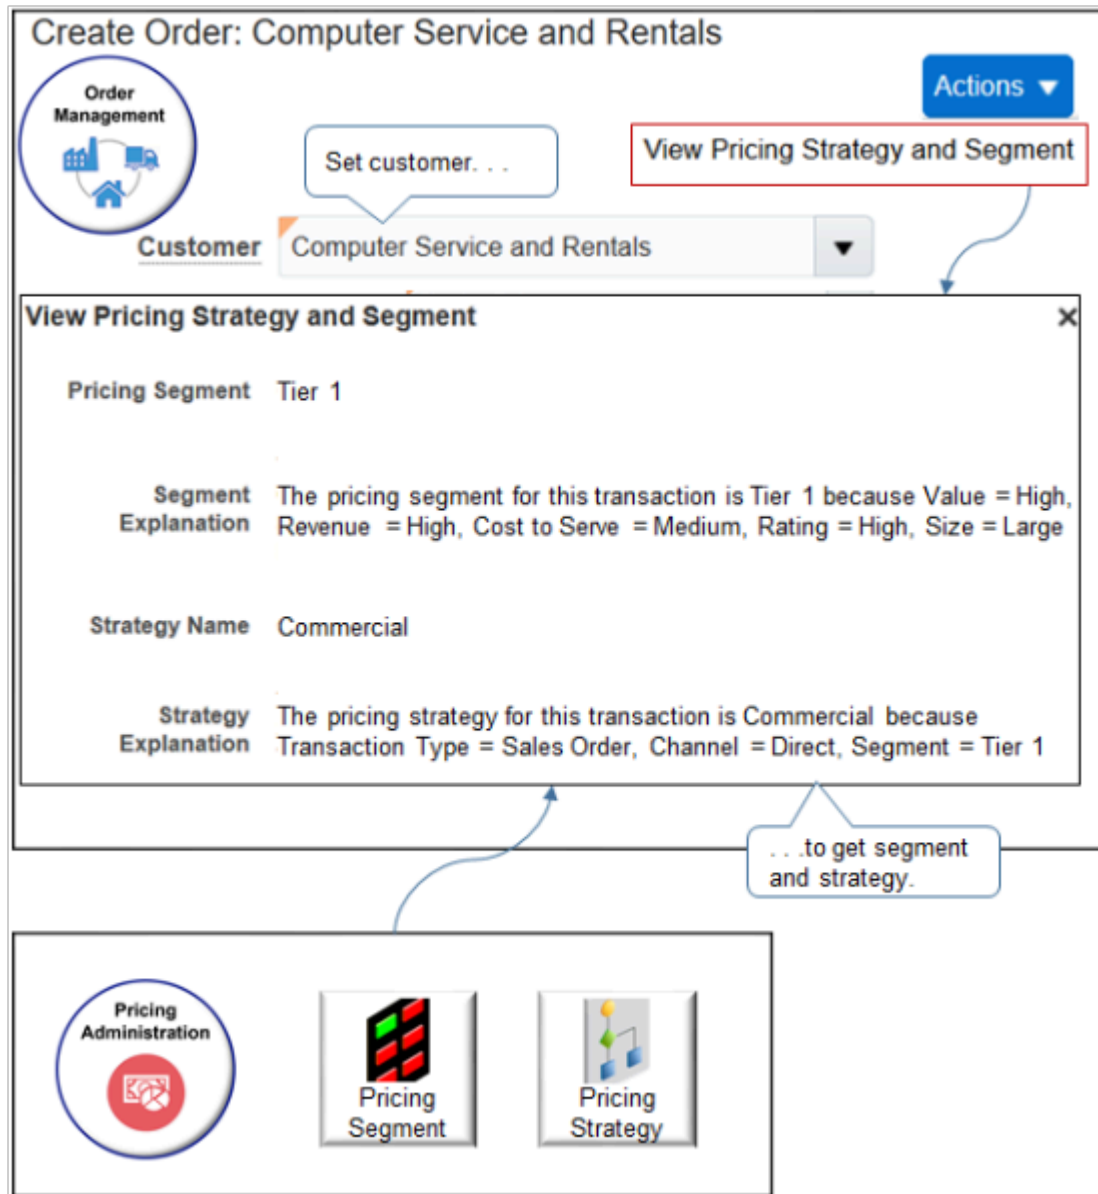 Create Order: Computer Service and Rentals
Order
Management
Actions
Set customer. . .
View Pricing Strategy and Segment
Customer
Computer Service and Rentals
View Pricing Strategy and Segment
Pricing Segment Tier 1
Segment The pricing segment for this transaction is Tier 1 because Value = High,
Explanation Revenue = High, Cost to Serve = Medium, Rating = High, Size = Large
Strategy Name Commercial
Strategy The pricing strategy for this transaction is Commercial because
Explanation Transaction Type = Sales Order, Channel = Direct, Segment = Tier 1
. . .to get segment
and strategy.
Pricing
Administration
Pricing
Segment
Pricing
Strategy